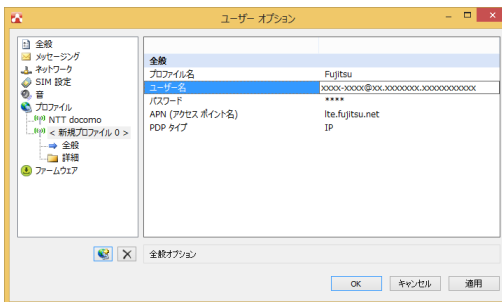 ユーザー オプション
全般
メッセージング
ネットワーク
SIM 設定
音
プロファイル
NTT docomo
< 新規プロファイル 0 >
全般
詳細
ファームウェア
全般
プロファイル名 Fujitsu
ユーザー名 xxxx-xxxx@xx.xxxxxxx.xxxxxxxxxx
パスワード ****
APN (アクセス ポイント名) lte.fujitsu.net
PDP タイプ IP
全般オプション
OK キャンセル 適用